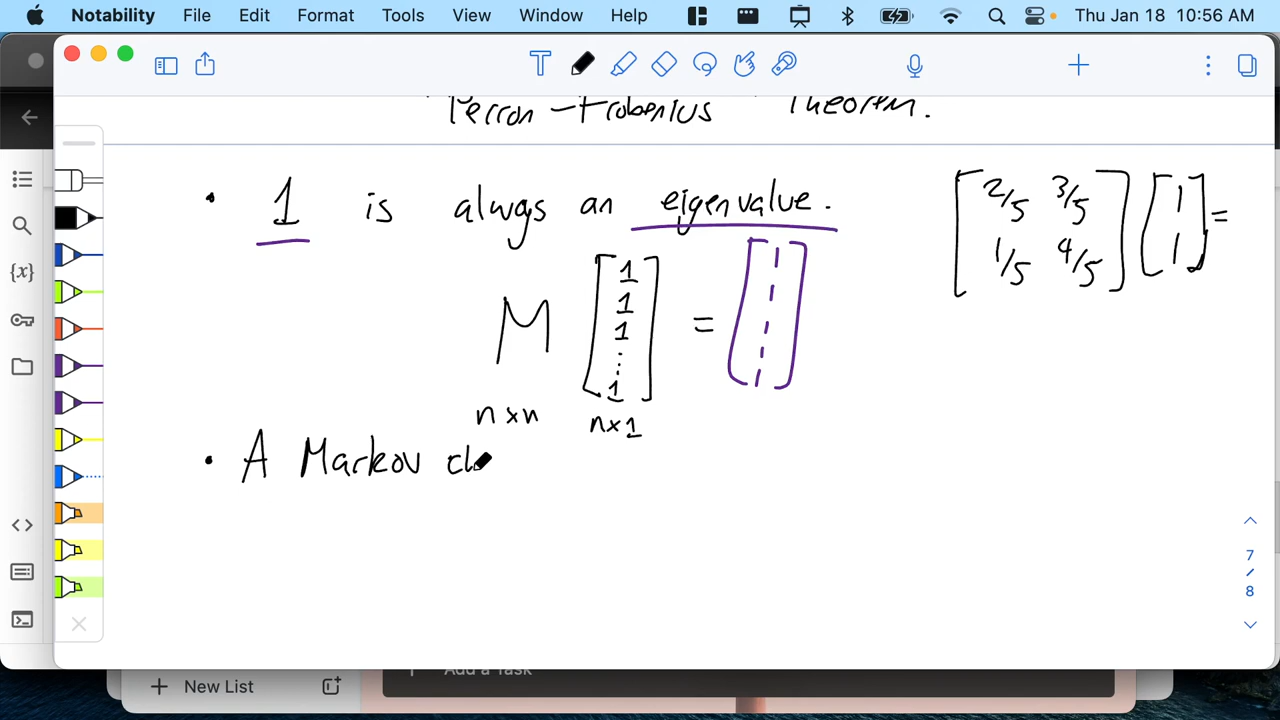 Notability File Edit Format Tools View Window Help Thu Jan 18 10:56 AM
Perron-Frobenius Theorem.
• 1 is always an eigenvalue.
[2/5 3/5
1/5 4/5] [1
1] =
M [1
1
1
⋮
1] = [
]
n×n n×1
• A Markov
7
/
8
Add a Task
New List